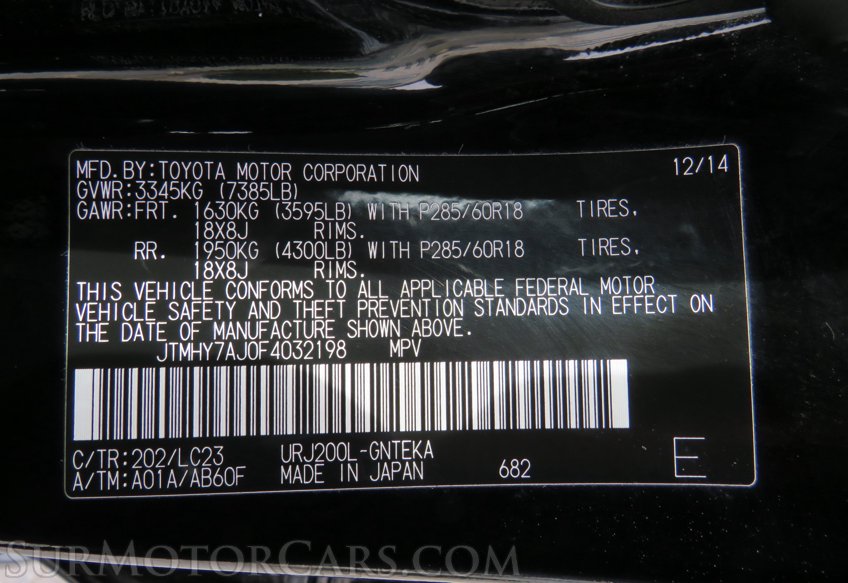 MFD.BY:TOYOTA MOTOR CORPORATION 12/14
GVWR:3345KG (7385LB)
GAWR:FRT. 1630KG (3595LB) WITH P285/60R18 TIRES,
18X8J RIMS.
RR. 1950KG (4300LB) WITH P285/60R18 TIRES,
18X8J RIMS.
THIS VEHICLE CONFORMS TO ALL APPLICABLE FEDERAL MOTOR
VEHICLE SAFETY AND THEFT PREVENTION STANDARDS IN EFFECT ON
THE DATE OF MANUFACTURE SHOWN ABOVE.
JTMHY7AJ0F4032198 MPV
C/TR:202/LC23 URJ200L-GNTEKA
A/TM:A01A/AB60F MADE IN JAPAN 682 E
SurMotorCars.com